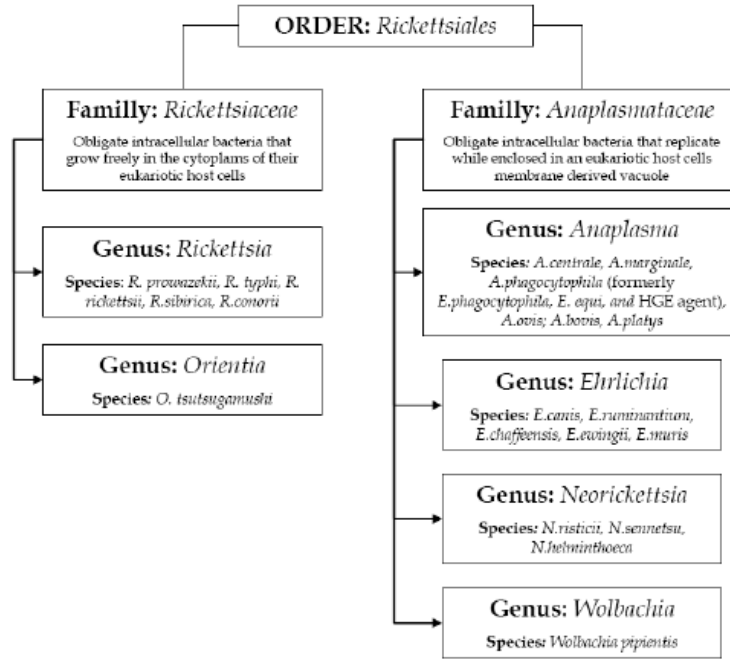 ORDER: Rickettsiales
Familly: Rickettsiaceae
Obligate intracellular bacteria that
grow freely in the cytoplams of their
eukariotic host cells
Genus: Rickettsia
Species: R. prowazekii, R. typhi, R.
rickettsii, R.sibirica, R.conorii
Genus: Orientia
Species: O. tsutsugamushi
Familly: Anaplasmataceae
Obligate intracellular bacteria that replicate
while enclosed in an eukariotic host cells
membrane derived vacuole
Genus: Anaplasma
Species: A.centrale, A.marginale,
A.phagocytophila (formerly
E.phagocytophila, E. equi, and HGE agent),
A.ovis; A.bovis, A.platys
Genus: Ehrlichia
Species: E.canis, E.ruminantium,
E.chaffeensis, E.ewingii, E.muris
Genus: Neorickettsia
Species: N.risticii, N.sennetsu,
N.helminthoeca
Genus: Wolbachia
Species: Wolbachia pipientis